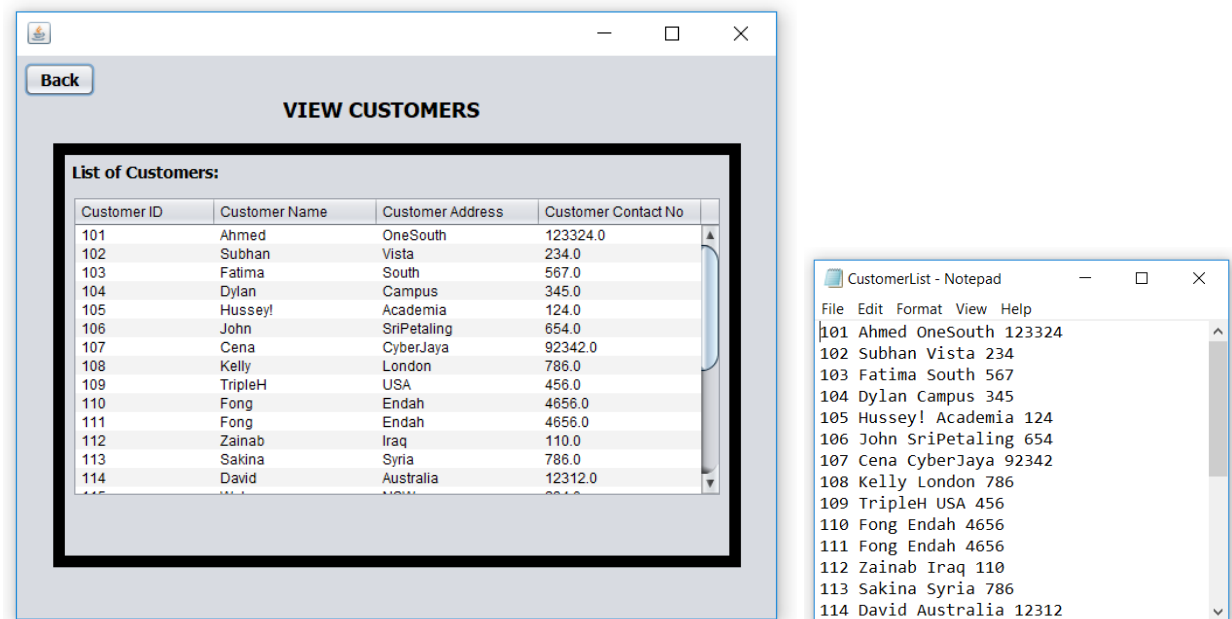 Back
VIEW CUSTOMERS
List of Customers:
Customer ID Customer Name Customer Address Customer Contact No
101 Ahmed OneSouth 123324.0
102 Subhan Vista 234.0
103 Fatima South 567.0
104 Dylan Campus 345.0
105 Hussey! Academia 124.0
106 John SriPetaling 654.0
107 Cena CyberJaya 92342.0
108 Kelly London 786.0
109 TripleH USA 456.0
110 Fong Endah 4656.0
111 Fong Endah 4656.0
112 Zainab Iraq 110.0
113 Sakina Syria 786.0
114 David Australia 12312.0
CustomerList - Notepad
File Edit Format View Help
101 Ahmed OneSouth 123324
102 Subhan Vista 234
103 Fatima South 567
104 Dylan Campus 345
105 Hussey! Academia 124
106 John SriPetaling 654
107 Cena CyberJaya 92342
108 Kelly London 786
109 TripleH USA 456
110 Fong Endah 4656
111 Fong Endah 4656
112 Zainab Iraq 110
113 Sakina Syria 786
114 David Australia 12312